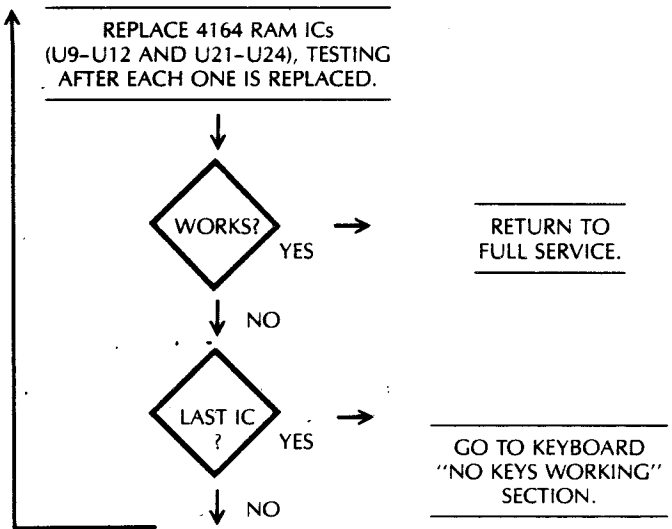 REPLACE 4164 RAM ICs
(U9–U12 AND U21–U24), TESTING
AFTER EACH ONE IS REPLACED.
WORKS?
YES
RETURN TO
FULL SERVICE.
NO
LAST IC
?
YES
GO TO KEYBOARD
"NO KEYS WORKING"
SECTION.
NO